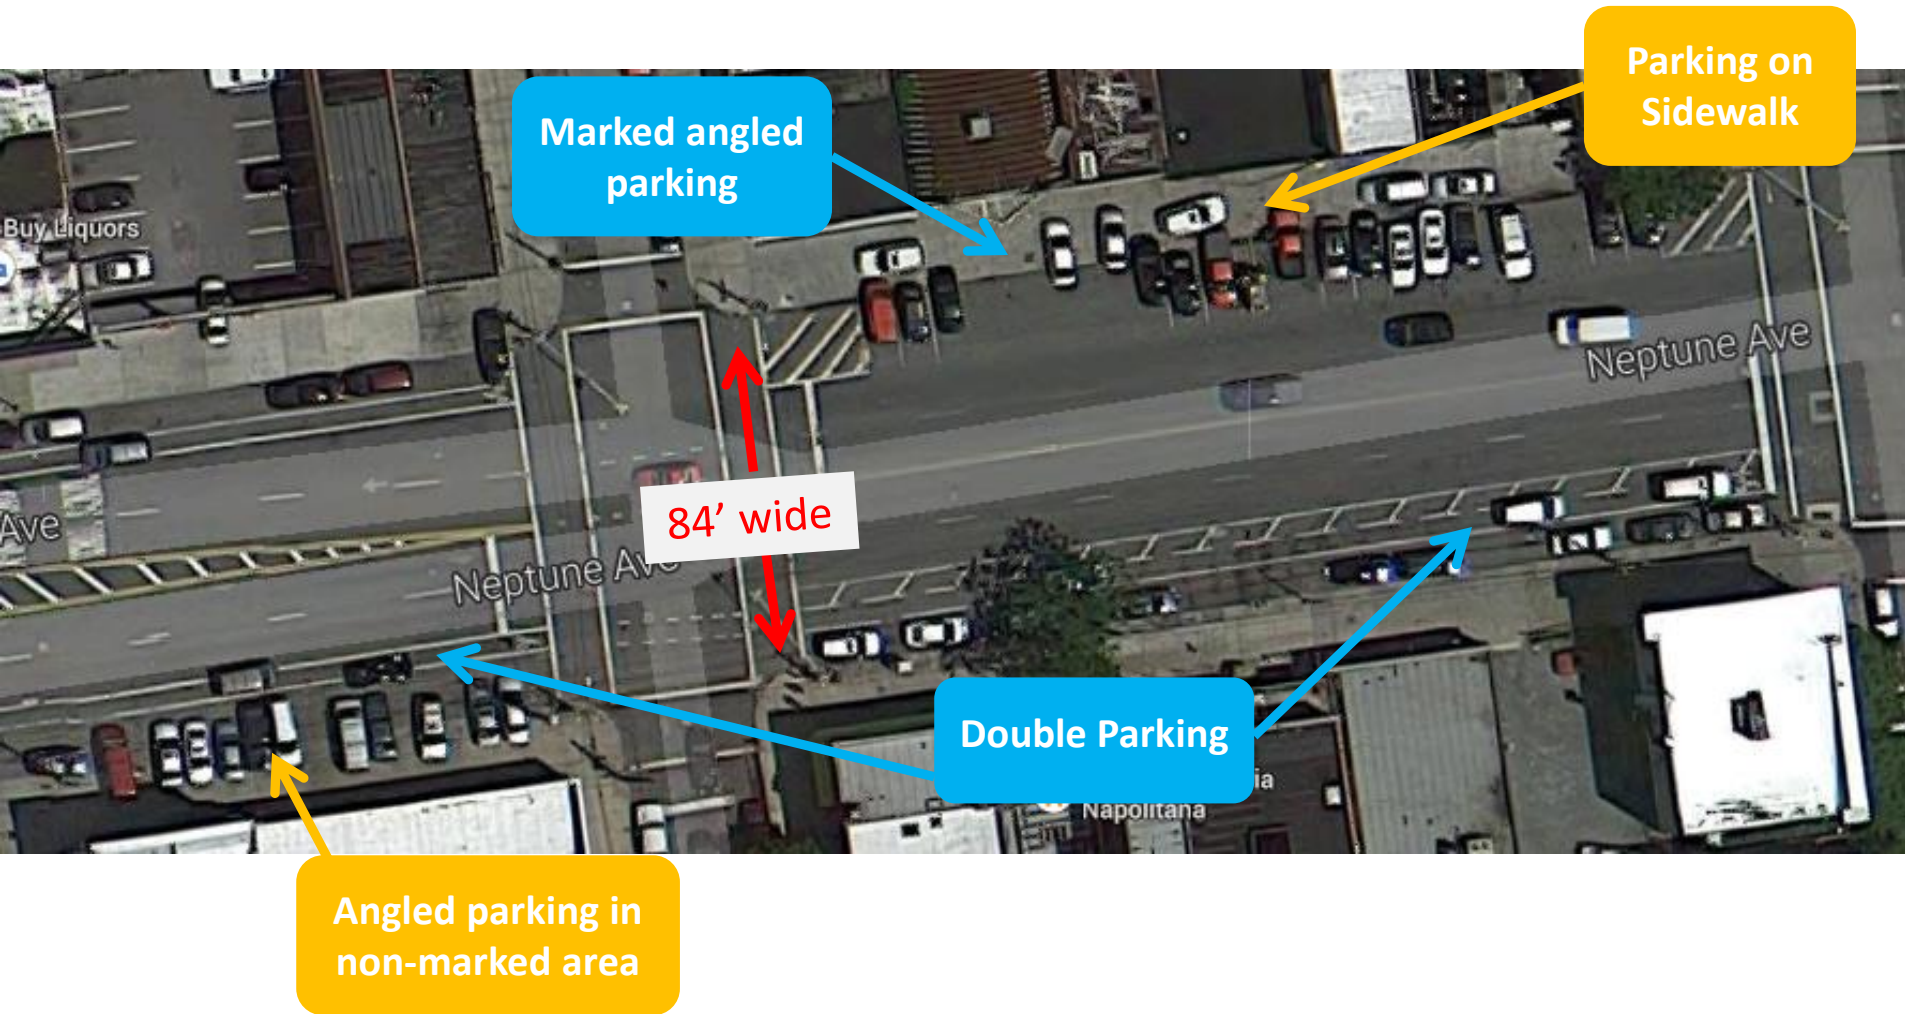 Parking on
Sidewalk
Marked angled
parking
Buy Liquors
Neptune Ave
84’ wide
Ave
Neptune Ave
Double Parking
ia
Napolitana
Angled parking in
non-marked area